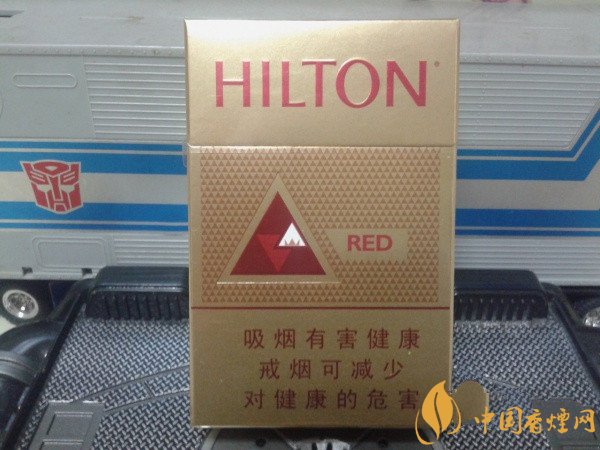 HILTON
RED
吸烟有害健康
戒烟可减少
对健康的危害
中国香烟网